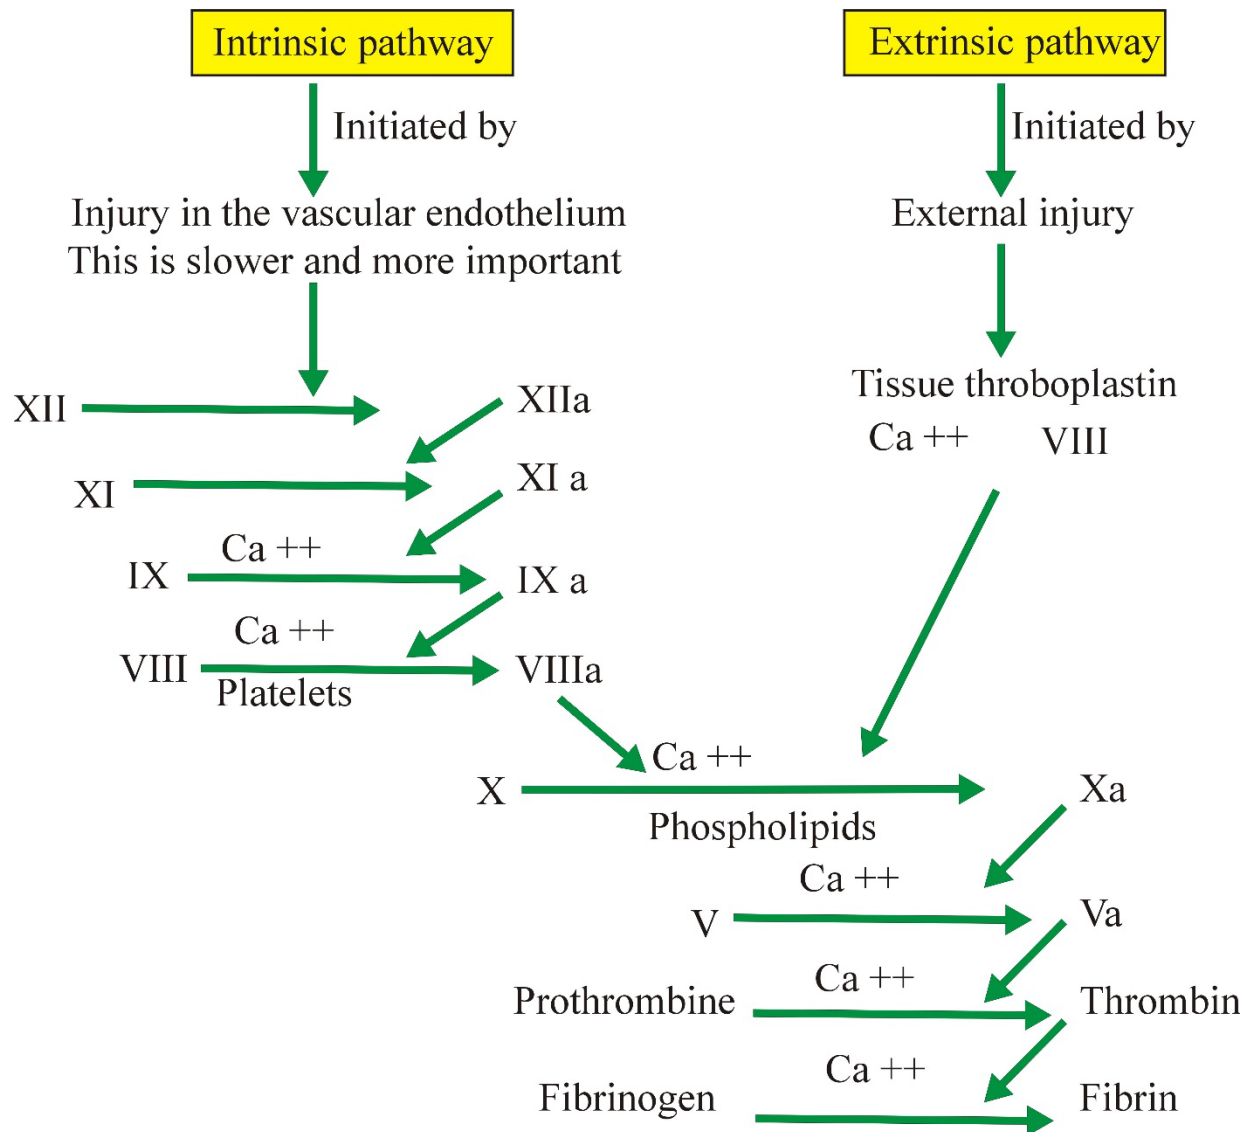 Intrinsic pathway
Extrinsic pathway
Initiated by
Initiated by
Injury in the vascular endothelium
This is slower and more important
External injury
Tissue throboplastin
Ca ++ VIII
XII
XIIa
XI
XI a
Ca ++
IX
IX a
Ca ++
VIII
VIIIa
Platelets
Ca ++
X
Xa
Phospholipids
Ca ++
V
Va
Ca ++
Prothrombine
Thrombin
Ca ++
Fibrinogen
Fibrin